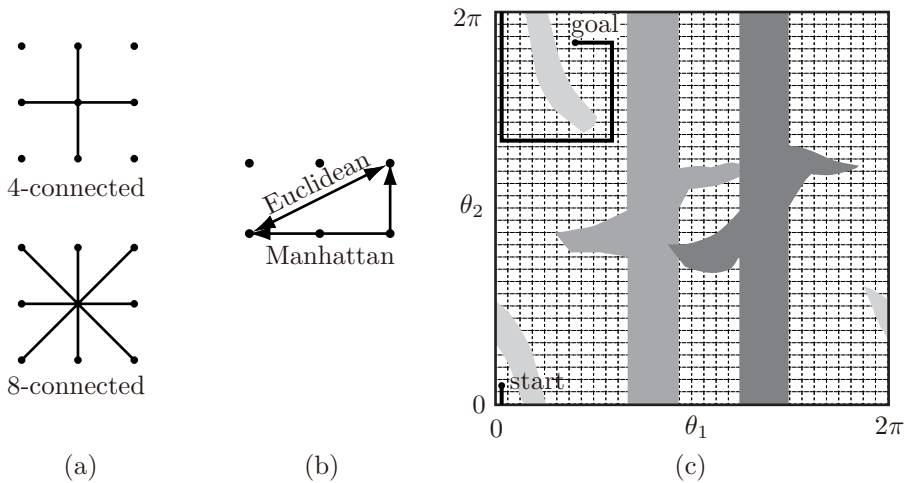 4-connected
8-connected
(a)
Euclidean
Manhattan
(b)
2π
goal
θ2
start
0
0
θ1
2π
(c)